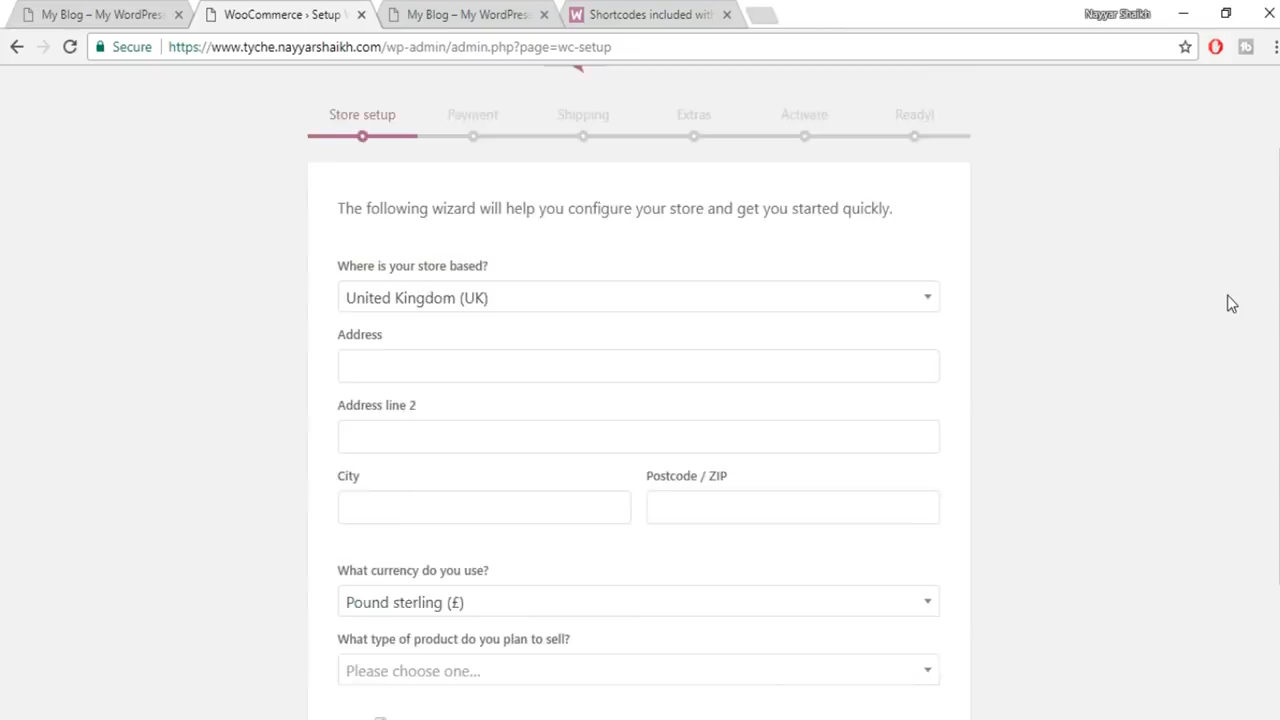 My Blog – My WordPres
WooCommerce › Setup W
My Blog – My WordPres
Shortcodes included with
Nayyar Shaikh
Secure
https://www.tyche.nayyarshaikh.com/wp-admin/admin.php?page=wc-setup
Store setup
Payment
Shipping
Extras
Activate
Ready!
The following wizard will help you configure your store and get you started quickly.
Where is your store based?
United Kingdom (UK)
Address
Address line 2
City
Postcode / ZIP
What currency do you use?
Pound sterling (£)
What type of product do you plan to sell?
Please choose one...